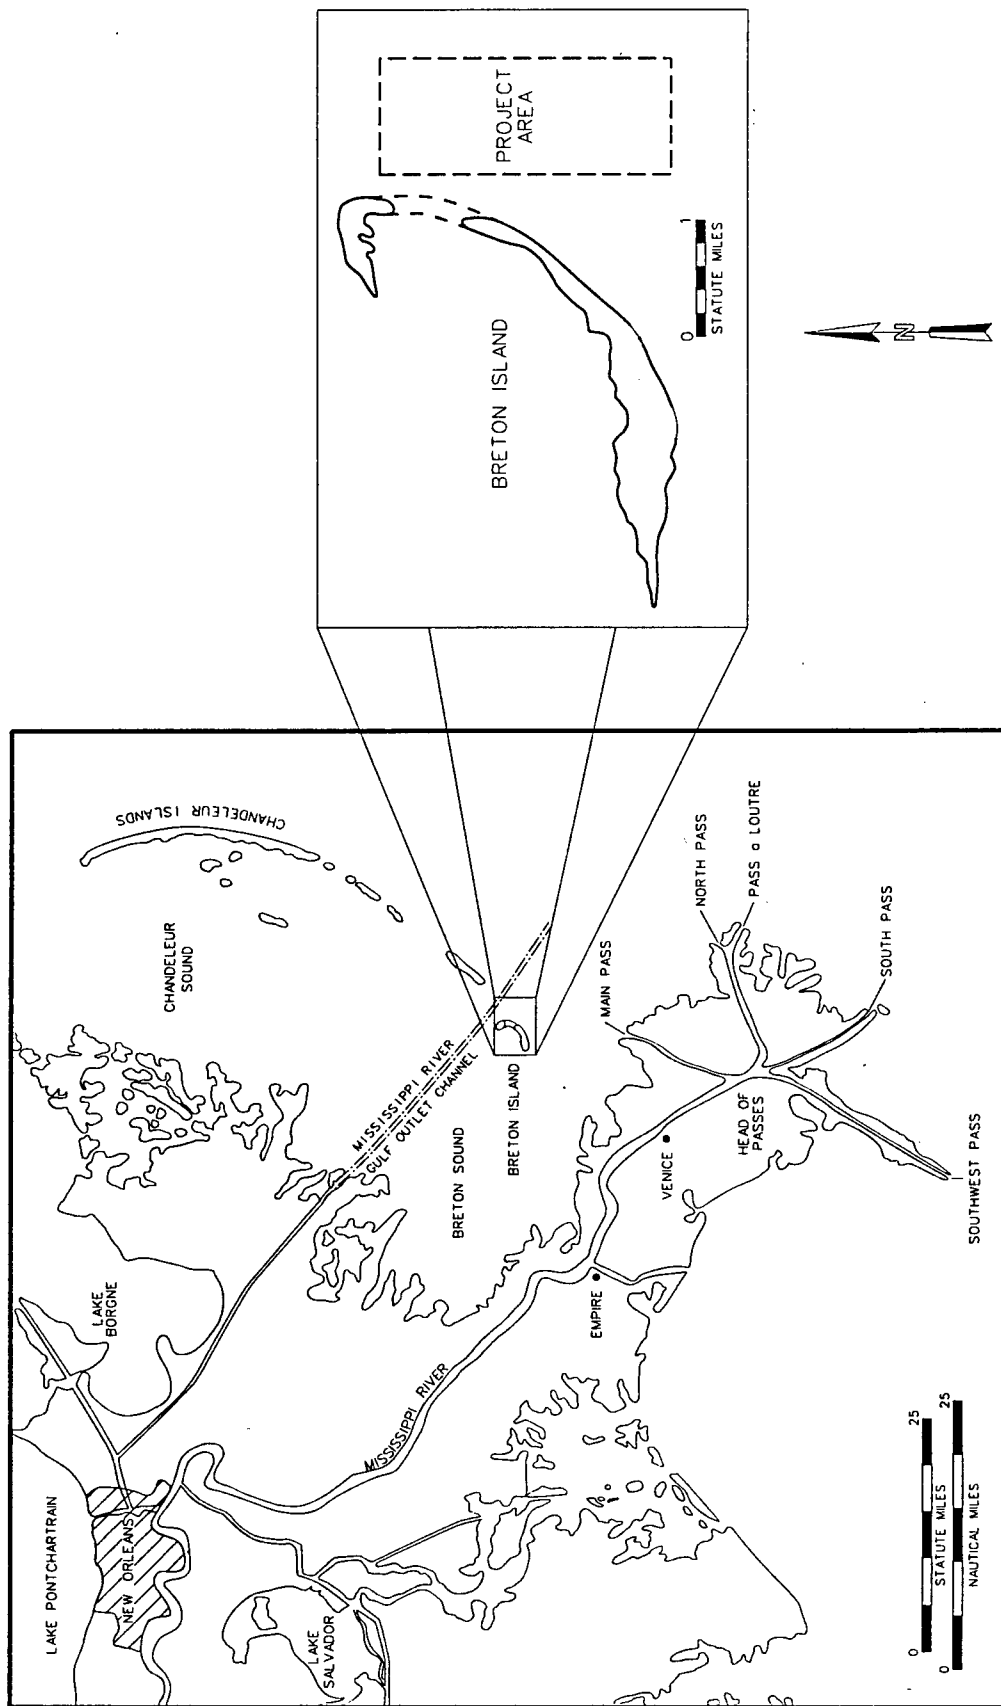 LAKE PONTCHARTRAIN
NEW ORLEANS
LAKE
BORGNE
LAKE
SALVADOR
CHANDELEUR
SOUND
CHANDELEUR ISLANDS
MISSISSIPPI RIVER
GULF OUTLET CHANNEL
BRETON SOUND
BRETON ISLAND
MISSISSIPPI RIVER
EMPIRE
VENICE
HEAD OF
PASSES
MAIN PASS
NORTH PASS
PASS a LOUTRE
SOUTH PASS
SOUTHWEST PASS
0 25
STATUTE MILES
0 25
NAUTICAL MILES
BRETON ISLAND
PROJECT
AREA
0 1
STATUTE MILES
N